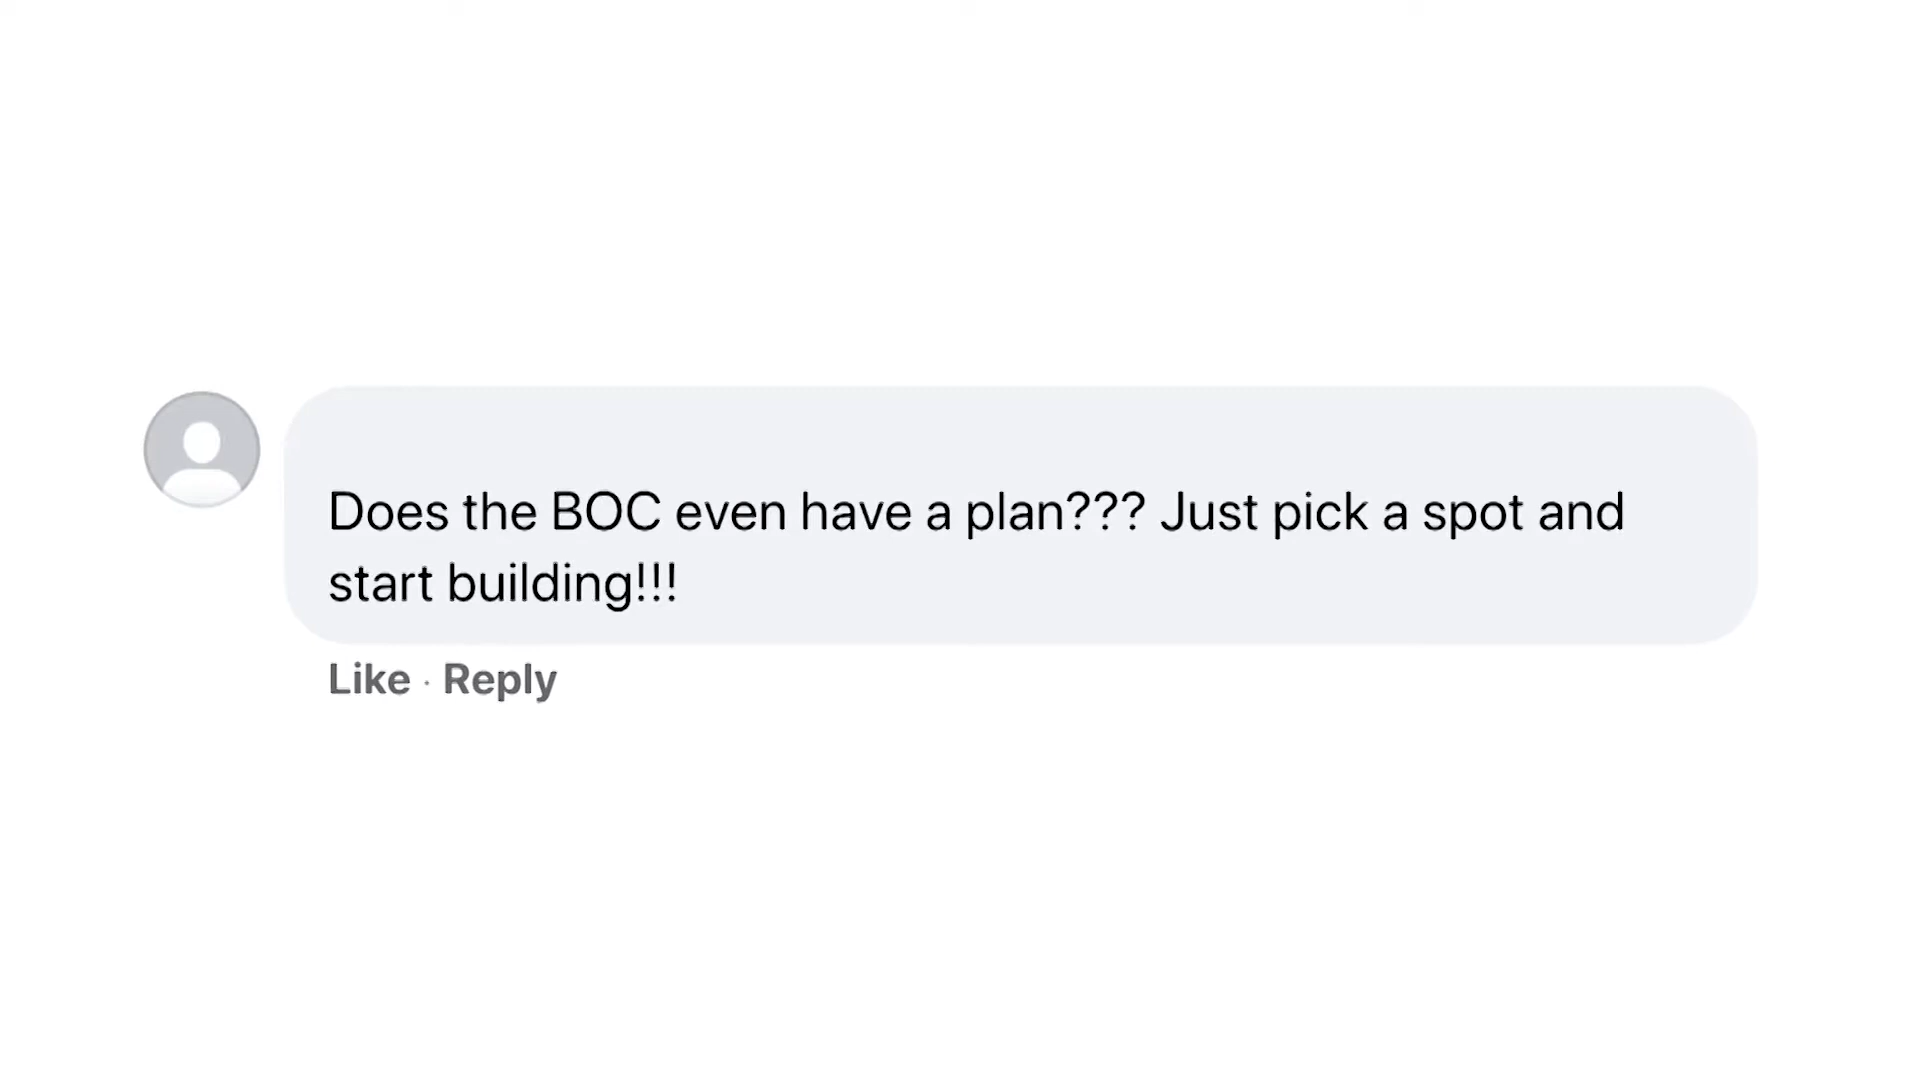 Does the BOC even have a plan??? Just pick a spot and
start building!!!
Like · Reply